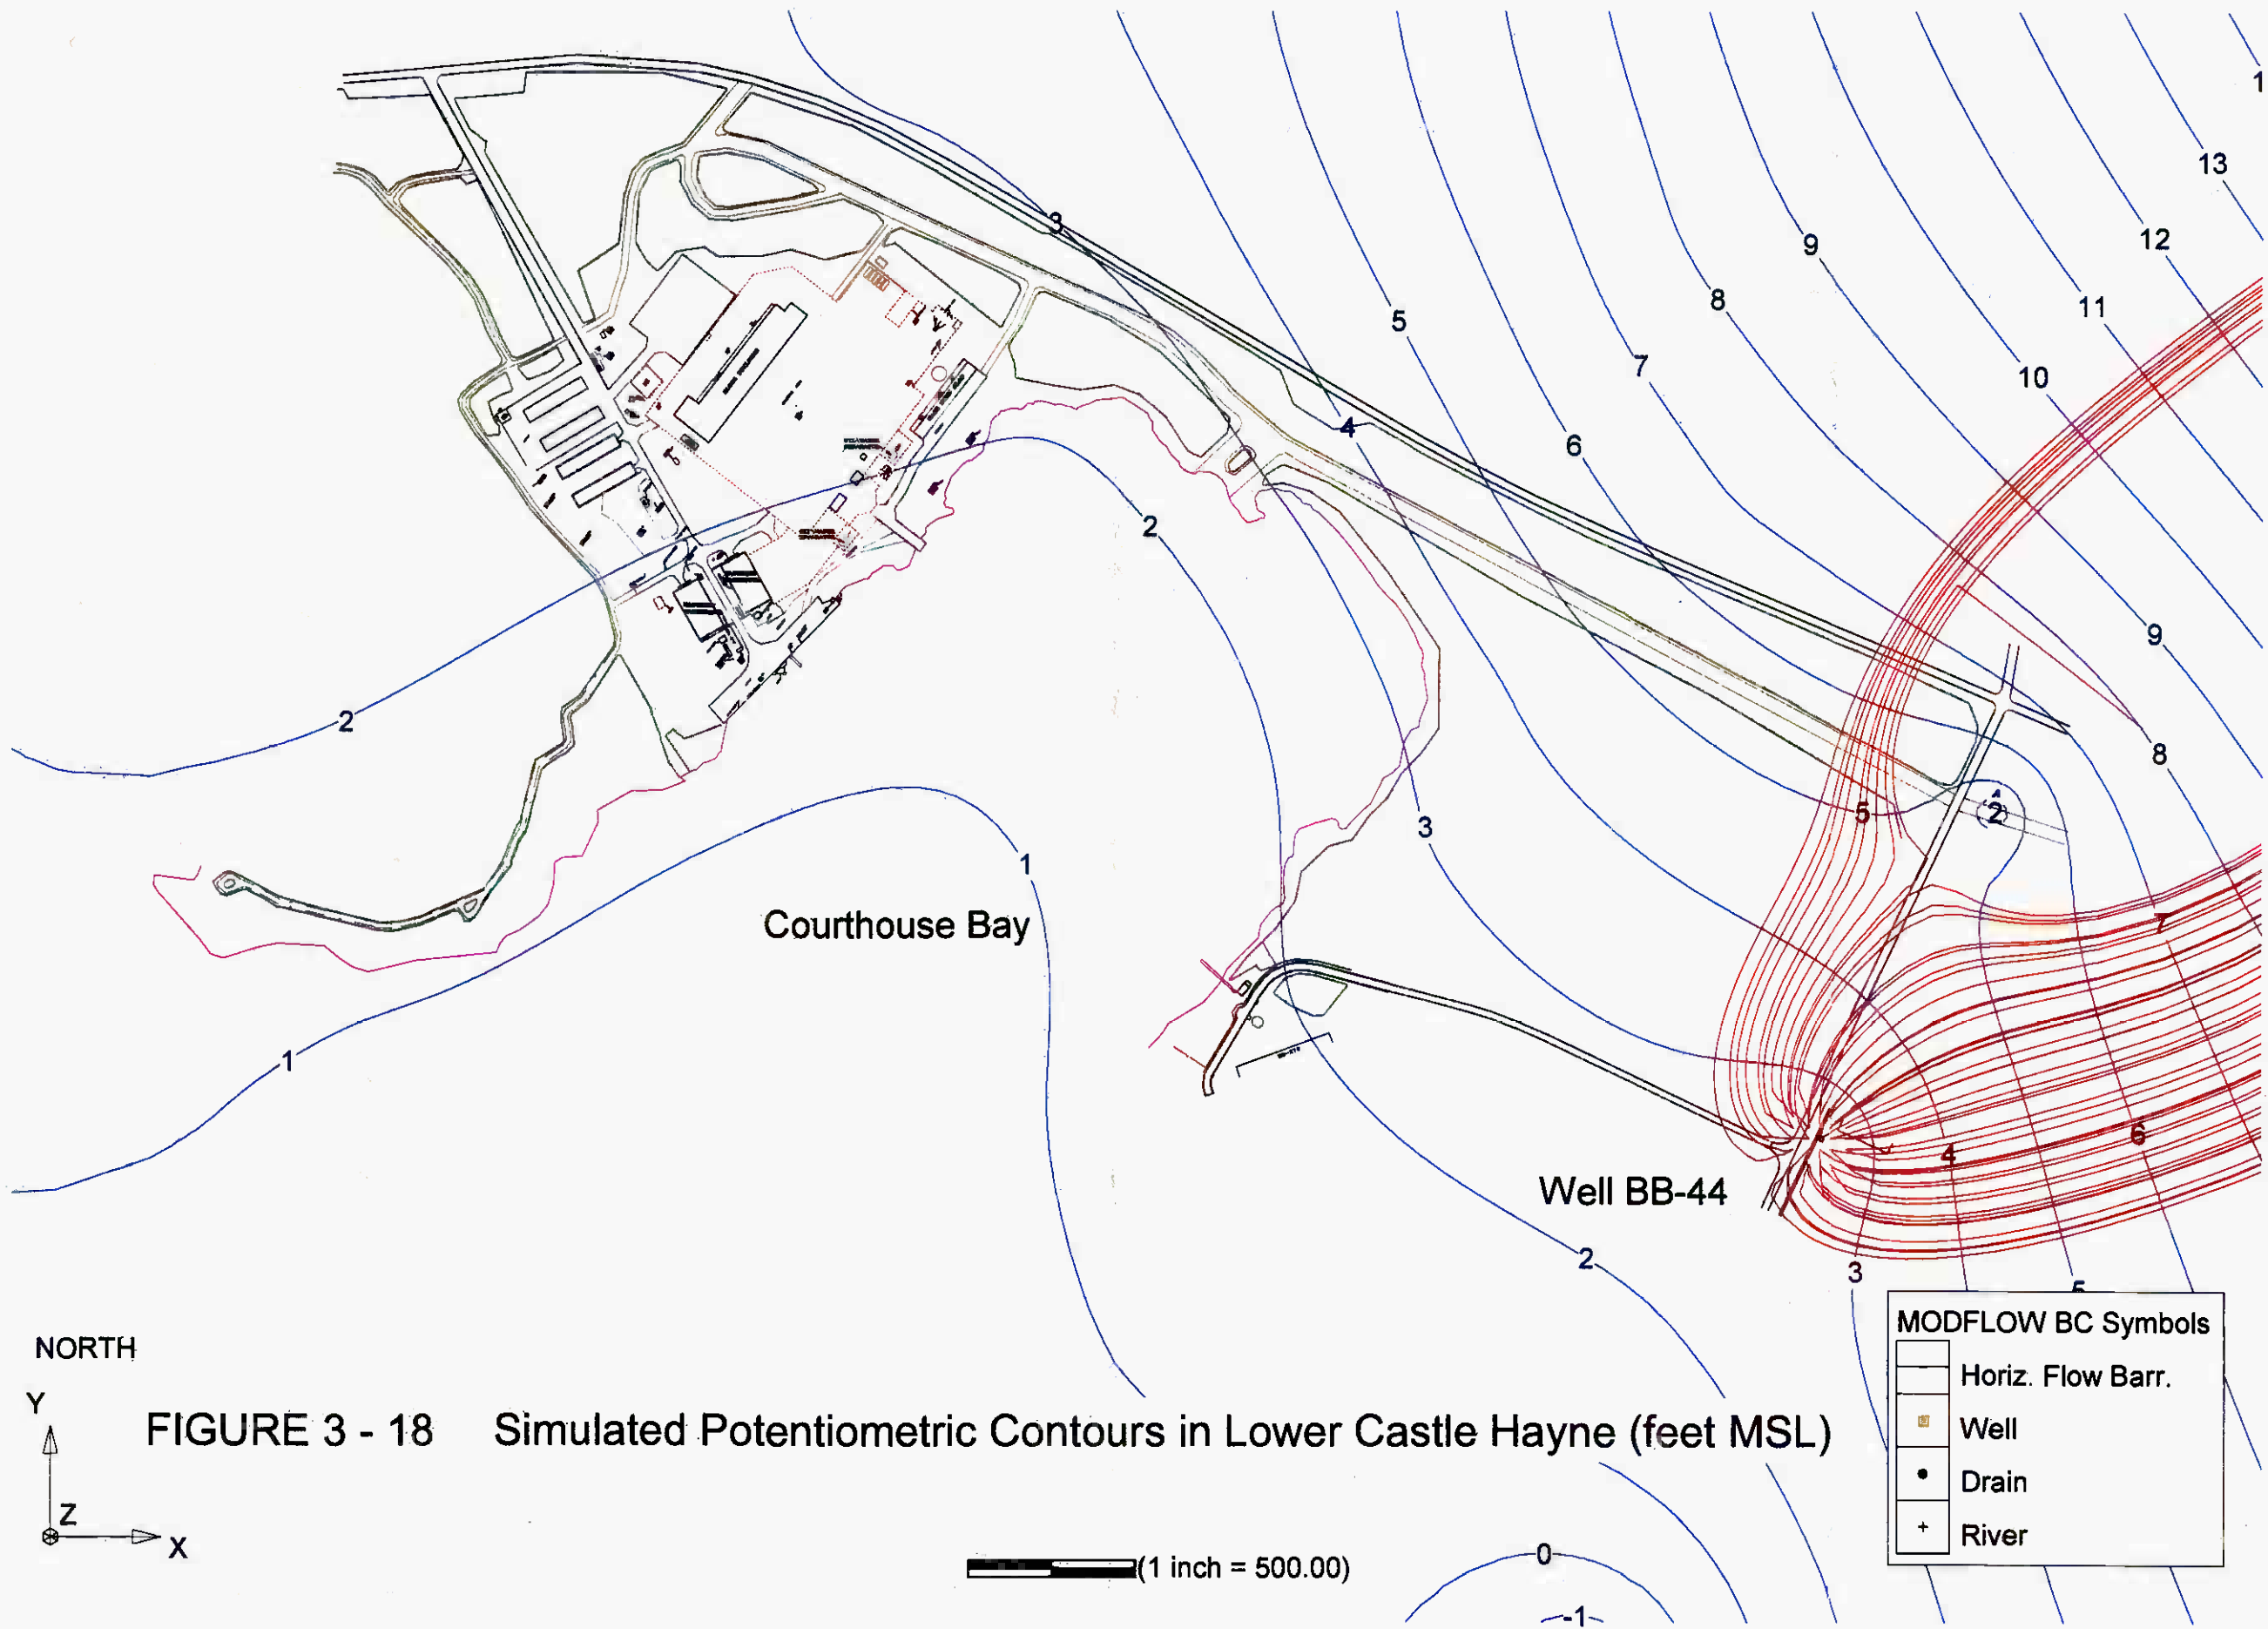 1
13
3
12
9
8
11
5
7
10
4
6
2
9
2
8
5
2
3
1
7
Courthouse Bay
1
6
4
Well BB-44
2
3
5
MODFLOW BC Symbols
NORTH
Horiz. Flow Barr.
Y
FIGURE 3 - 18 Simulated Potentiometric Contours in Lower Castle Hayne (feet MSL)
Well
Drain
Z
River
X
0
(1 inch = 500.00)
-1